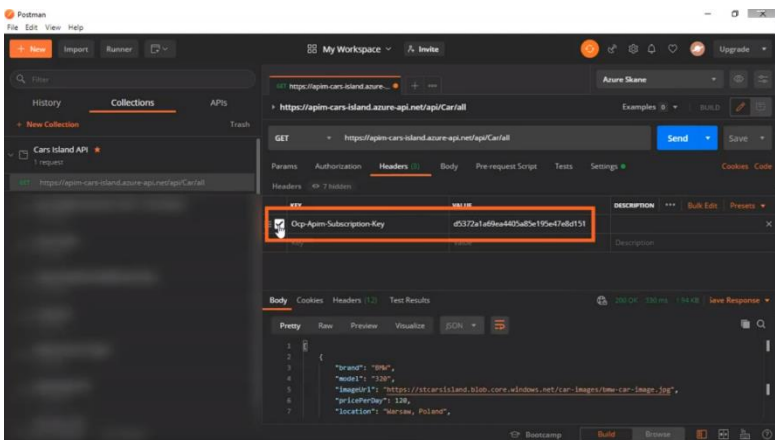 Postman
File Edit View Help
+ New Import Runner My Workspace Invite Upgrade
Filter
History Collections APIs
+ New Collection Trash
Cars Island API
1 request
GET https://apim-cars-island.azure-api.net/api/Car/all
GET https://apim-cars-island.azure-...
Azure Skane
https://apim-cars-island.azure-api.net/api/Car/all
Examples 0 BUILD
GET https://apim-cars-island.azure-api.net/api/Car/all Send Save
Params Authorization Headers (8) Body Pre-request Script Tests Settings Cookies Code
Headers 7 hidden
KEY VALUE DESCRIPTION Bulk Edit Presets
Ocp-Apim-Subscription-Key d5372a1a69ea4405a85e195e47e8d151
Key Value Description
Body Cookies Headers (12) Test Results 200 OK 530 ms 1.94 KB Save Response
Pretty Raw Preview Visualize JSON
1 [
2 {
3 "brand": "BMW",
4 "model": "320",
5 "imageUrl": "https://stcarsisland.blob.core.windows.net/car-images/bmw-car-image.jpg",
6 "pricePerDay": 120,
7 "location": "Warsaw, Poland",
Bootcamp Build Browse